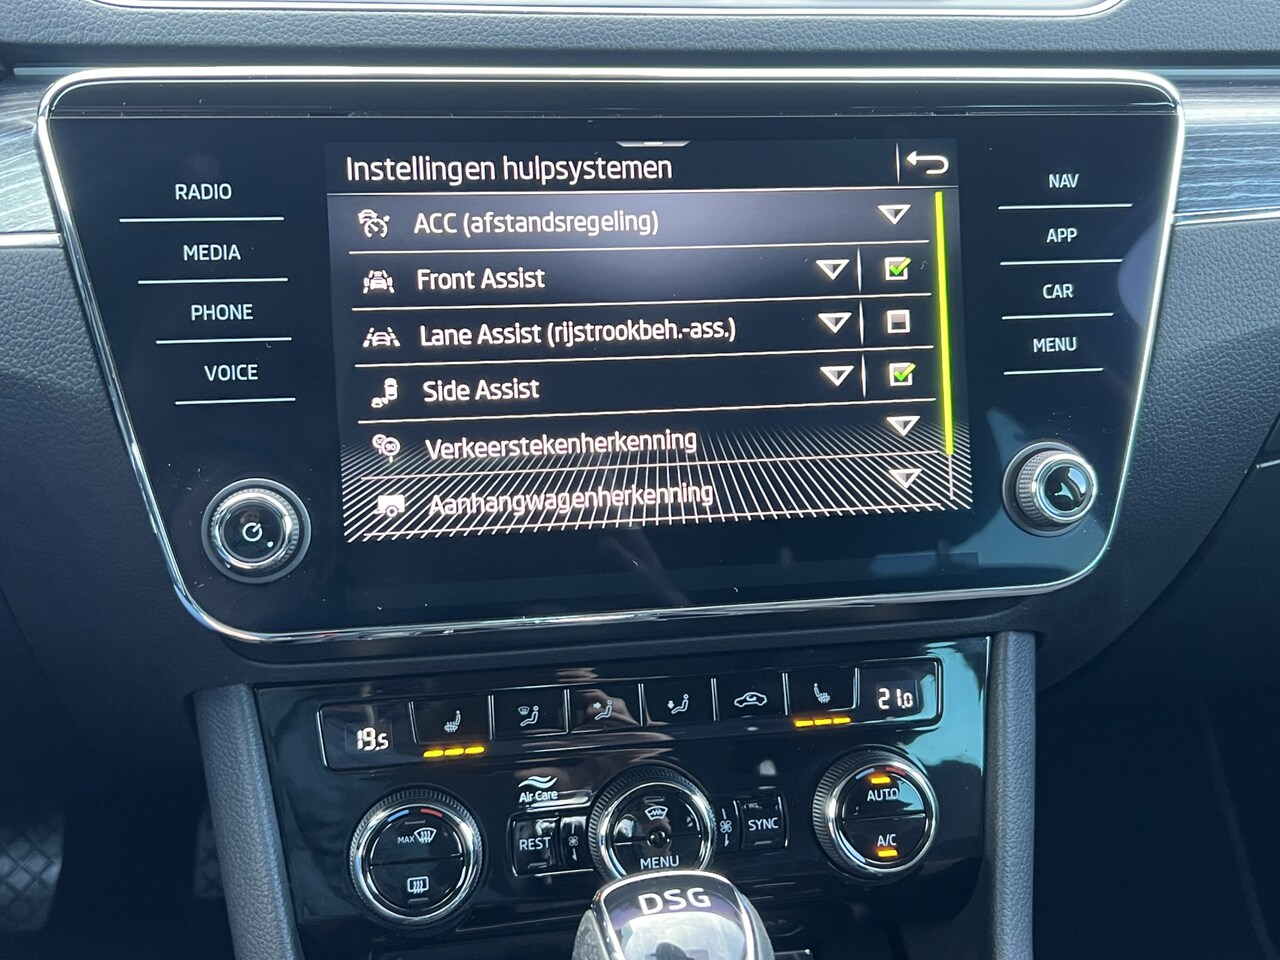 Instellingen hulpsystemen
ACC (afstandsregeling)
Front Assist
Lane Assist (rijstrookbeh.-ass.)
Side Assist
Verkeerstekenherkenning
Aanhangwagenherkenning
RADIO
MEDIA
PHONE
VOICE
NAV
APP
CAR
MENU
19.5
21.0
Air Care
MAX
REST
MENU
SYNC
AUTO
A/C
DSG